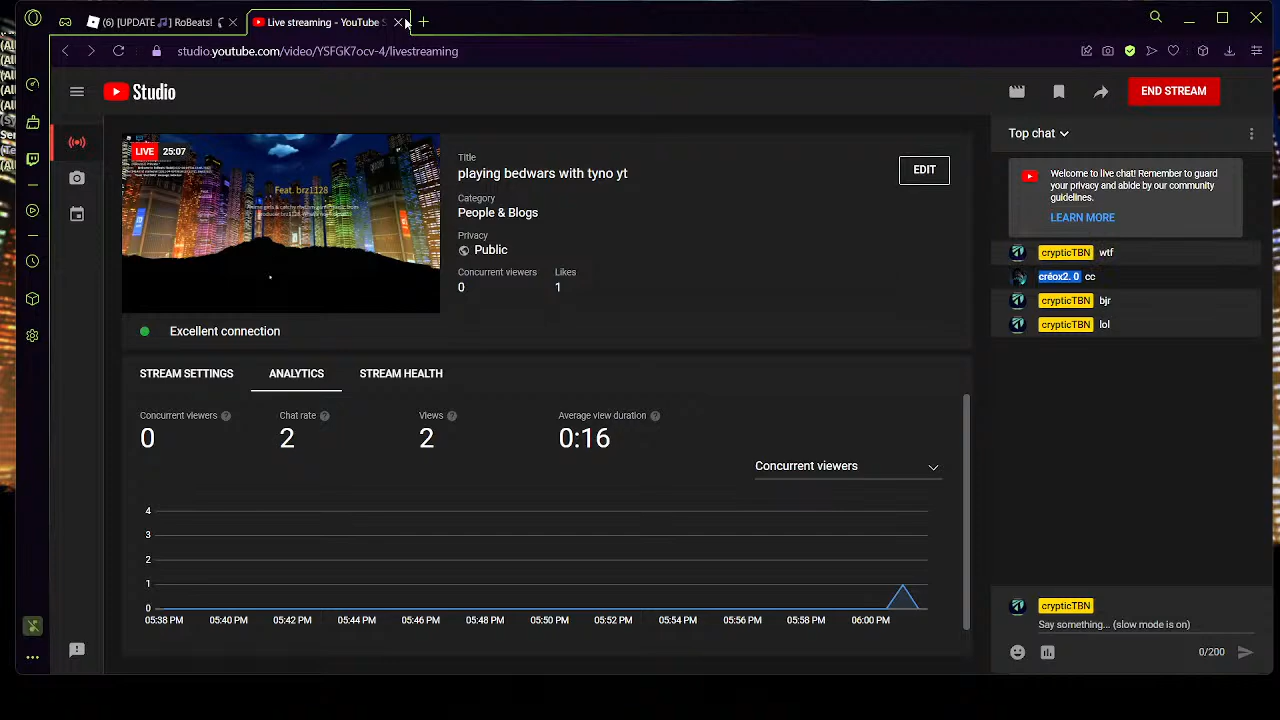 (6) [UPDATE 🎵] RoBeats!
Live streaming - YouTube S
studio.youtube.com/video/YSFGK7ocv-4/livestreaming
Studio
END STREAM
LIVE 25:07
Feat. brz1128
Title
playing bedwars with tyno yt
EDIT
Category
People & Blogs
Privacy
Public
Concurrent viewers Likes
0 1
Excellent connection
STREAM SETTINGS ANALYTICS STREAM HEALTH
Concurrent viewers Chat rate Views Average view duration
0 2 2 0:16
Concurrent viewers
4
3
2
1
0
05:38 PM 05:40 PM 05:42 PM 05:44 PM 05:46 PM 05:48 PM 05:50 PM 05:52 PM 05:54 PM 05:56 PM 05:58 PM 06:00 PM
Top chat
Welcome to live chat! Remember to guard
your privacy and abide by our community
guidelines.
LEARN MORE
crypticTBN wtf
créox2. 0 cc
crypticTBN bjr
crypticTBN lol
crypticTBN
Say something... (slow mode is on)
0/200